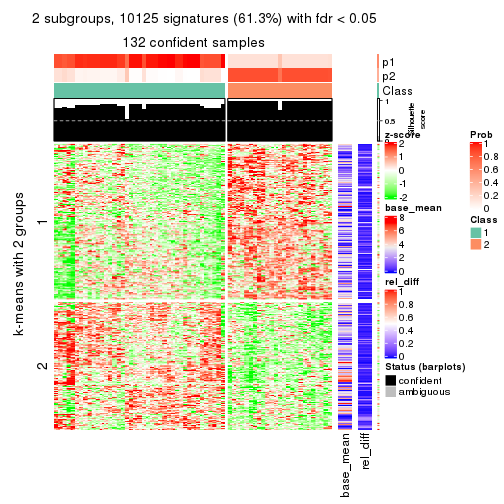 2 subgroups, 10125 signatures (61.3%) with fdr < 0.05
132 confident samples
p1
p2
Class
1
0.5
0
Silhouette
score
k-means with 2 groups
1
2
base_mean
rel_diff
z-score
2
1
0
-1
-2
base_mean
8
6
4
2
0
rel_diff
1
0.8
0.6
0.4
0.2
0
Status (barplots)
confident
ambiguous
Prob
1
0.8
0.6
0.4
0.2
0
Class
1
2